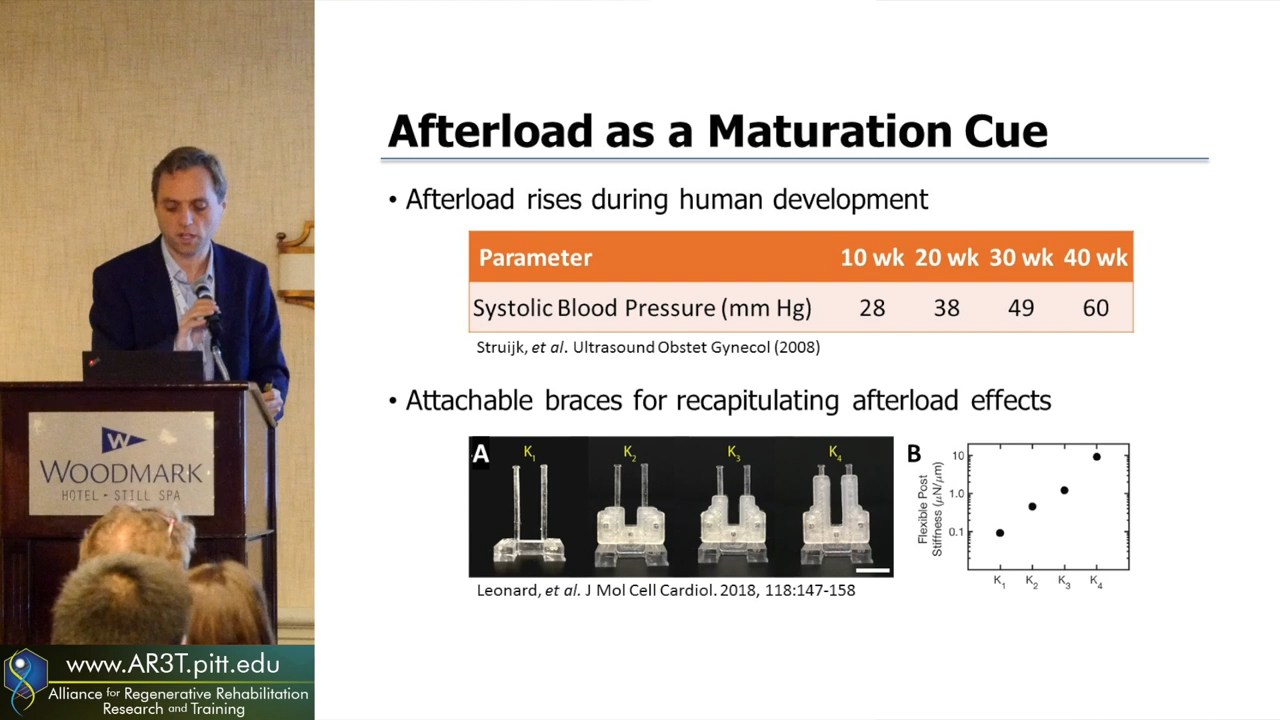 Afterload as a Maturation Cue
• Afterload rises during human development
Parameter 10 wk 20 wk 30 wk 40 wk
Systolic Blood Pressure (mm Hg) 28 38 49 60
Struijk, et al. Ultrasound Obstet Gynecol (2008)
• Attachable braces for recapitulating afterload effects
A K1 K2 K3 K4
B
Flexible Post
Stiffness (μN/μm)
10
1.0
0.1
K1 K2 K3 K4
Leonard, et al. J Mol Cell Cardiol. 2018, 118:147-158
W
WOODMARK
HOTEL - STILL SPA
www.AR3T.pitt.edu
Alliance for Regenerative Rehabilitation
Research and Training